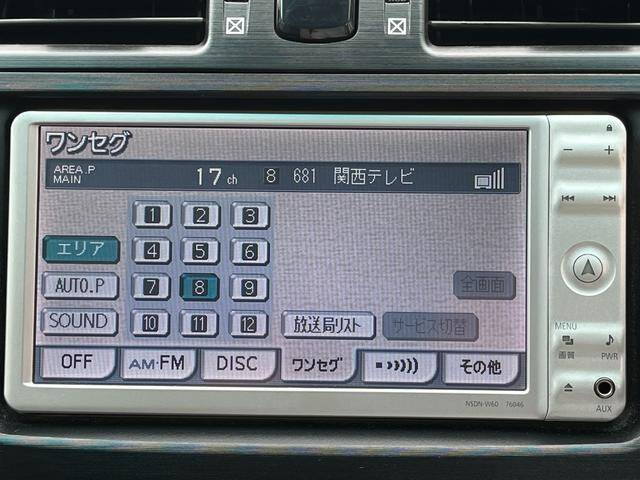 ワンセグ
AREA.P
MAIN
17 ch 8 681 関西テレビ
1 2 3
エリア 4 5 6
AUTO.P 7 8 9 全画面
SOUND 10 11 12 放送局リスト サービス切替
OFF AM·FM DISC ワンセグ その他
− +
MENU
画質 PWR
AUX
NSDN-W60 76046